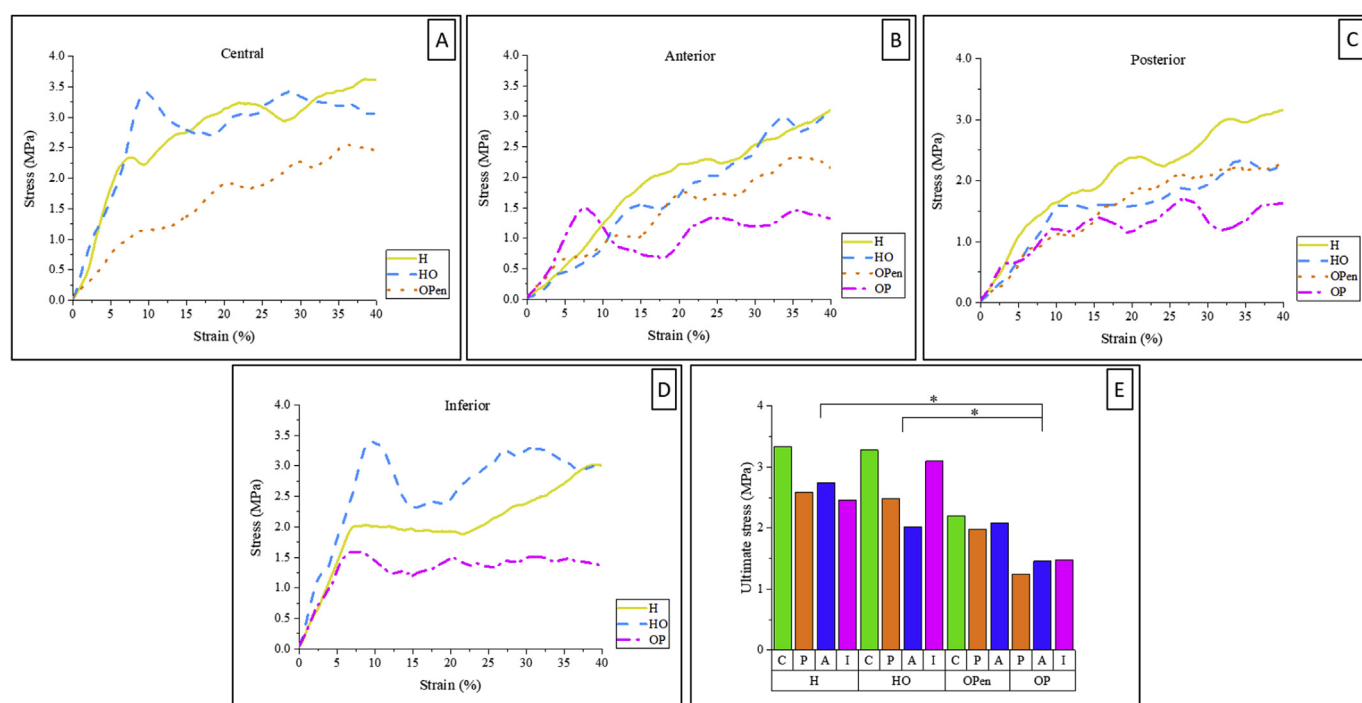 A
Central
Stress (MPa)
4.0
3.5
3.0
2.5
2.0
1.5
1.0
0.5
0.0
0 5 10 15 20 25 30 35 40
Strain (%)
H
HO
OPen
B
Anterior
Stress (MPa)
4.0
3.5
3.0
2.5
2.0
1.5
1.0
0.5
0.0
0 5 10 15 20 25 30 35 40
Strain (%)
H
HO
OPen
OP
C
Posterior
Stress (MPa)
4.0
3.0
2.0
1.0
0.0
0 5 10 15 20 25 30 35 40
Strain (%)
H
HO
OPen
OP
D
Inferior
Stress (MPa)
4.0
3.5
3.0
2.5
2.0
1.5
1.0
0.5
0.0
0 5 10 15 20 25 30 35 40
Strain (%)
H
HO
OP
E
*
*
Ultimate stress (MPa)
4
3
2
1
0
C P A I C P A I C P A P A I
H HO OPen OP